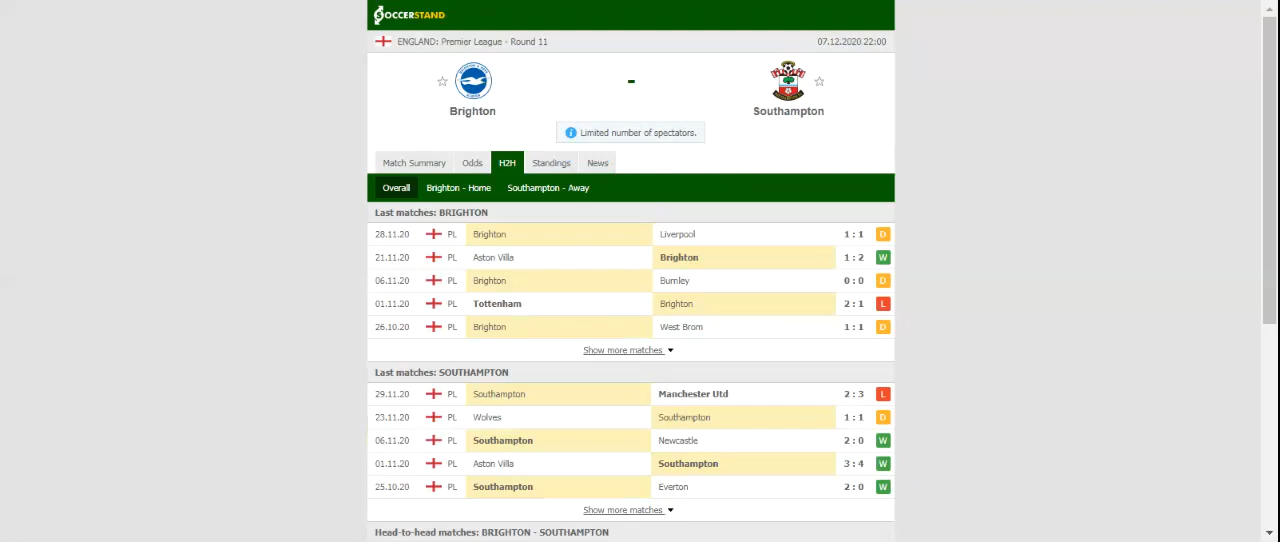 SOCCERSTAND
ENGLAND: Premier League - Round 11 07.12.2020 22:00
-
Brighton Southampton
Limited number of spectators.
Match Summary Odds H2H Standings News
Overall Brighton - Home Southampton - Away
Last matches: BRIGHTON
28.11.20 PL Brighton Liverpool 1 : 1 D
21.11.20 PL Aston Villa Brighton 1 : 2 W
06.11.20 PL Brighton Burnley 0 : 0 D
01.11.20 PL Tottenham Brighton 2 : 1 L
26.10.20 PL Brighton West Brom 1 : 1 D
Show more matches
Last matches: SOUTHAMPTON
29.11.20 PL Southampton Manchester Utd 2 : 3 L
23.11.20 PL Wolves Southampton 1 : 1 D
06.11.20 PL Southampton Newcastle 2 : 0 W
01.11.20 PL Aston Villa Southampton 3 : 4 W
25.10.20 PL Southampton Everton 2 : 0 W
Show more matches
Head-to-head matches: BRIGHTON - SOUTHAMPTON